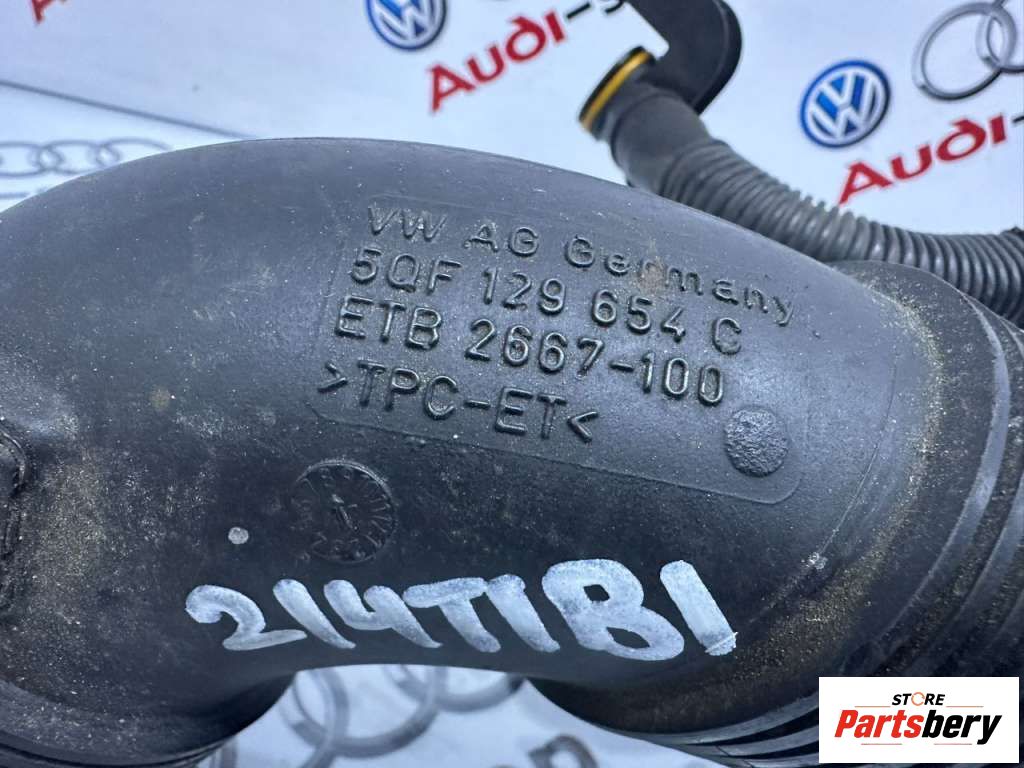 Audi-
Audi-
VW AG Germany
5QF 129 654 C
ETB 2667-100
>TPC-ET<
214T1B1
STORE
Partsbery